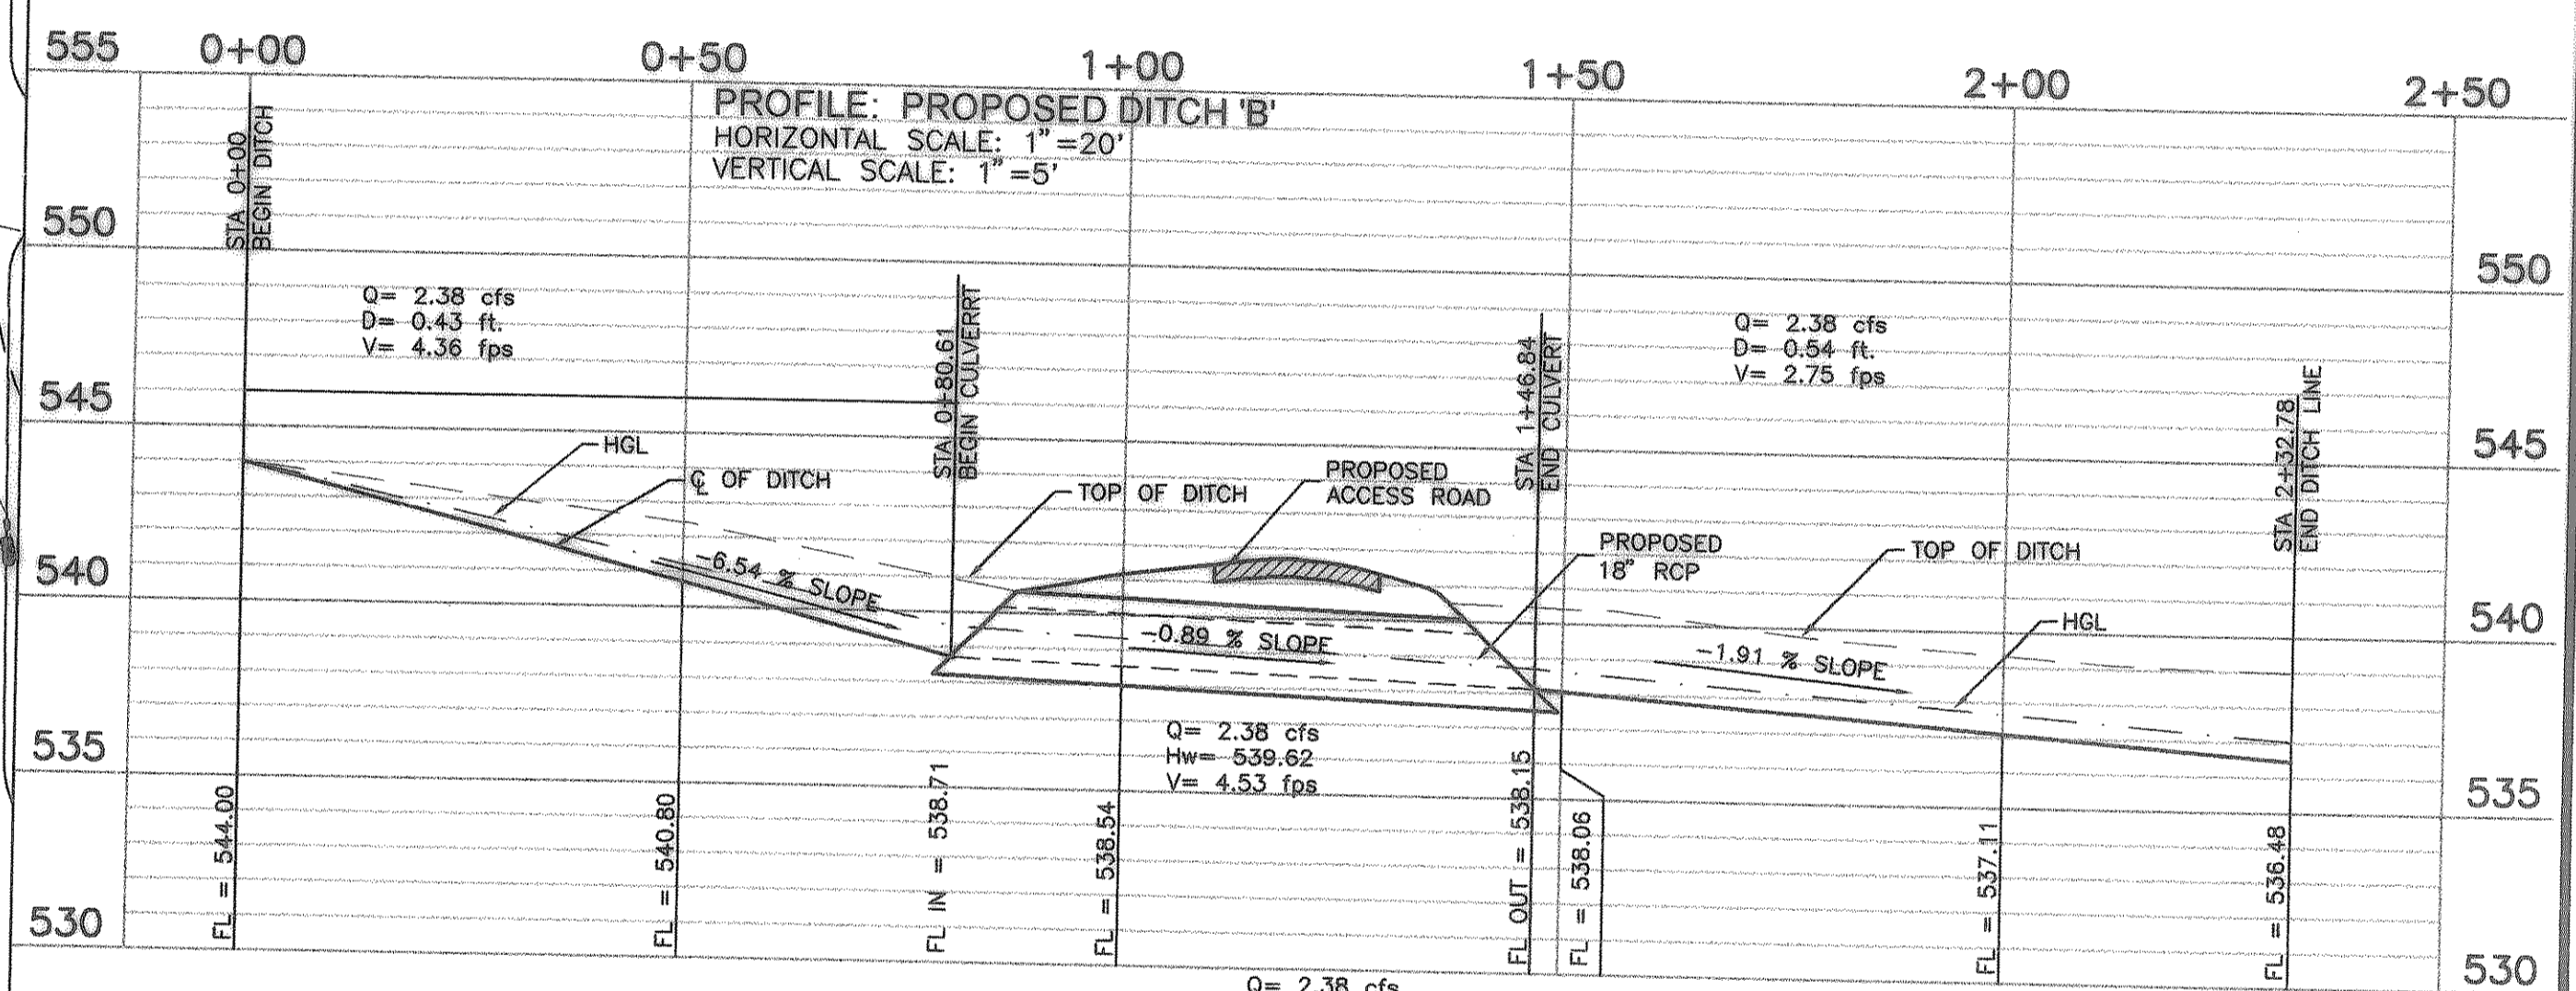 555 0+00 0+50 1+00 1+50 2+00 2+50
PROFILE: PROPOSED DITCH 'B'
HORIZONTAL SCALE: 1"=20'
VERTICAL SCALE: 1"=5'
STA 0+00
BEGIN DITCH
550
550
Q= 2.38 cfs
D= 0.43 ft.
V= 4.36 fps
STA 0+80.61
BEGIN CULVERRT
STA 1+46.84
END CULVERT
Q= 2.38 cfs
D= 0.54 ft.
V= 2.75 fps
STA 2+32.78
END DITCH LINE
545
545
HGL
℄ OF DITCH
TOP OF DITCH
PROPOSED
ACCESS ROAD
PROPOSED
18" RCP
TOP OF DITCH
HGL
540
540
-6.54 % SLOPE
-0.89 % SLOPE
-1.91 % SLOPE
Q= 2.38 cfs
Hw= 539.62
V= 4.53 fps
535
535
FL = 544.00
FL = 540.80
FL IN = 538.71
FL = 538.54
FL OUT = 538.15
FL = 538.06
FL = 537.11
FL = 536.48
530
530
Q= 2.38 cfs